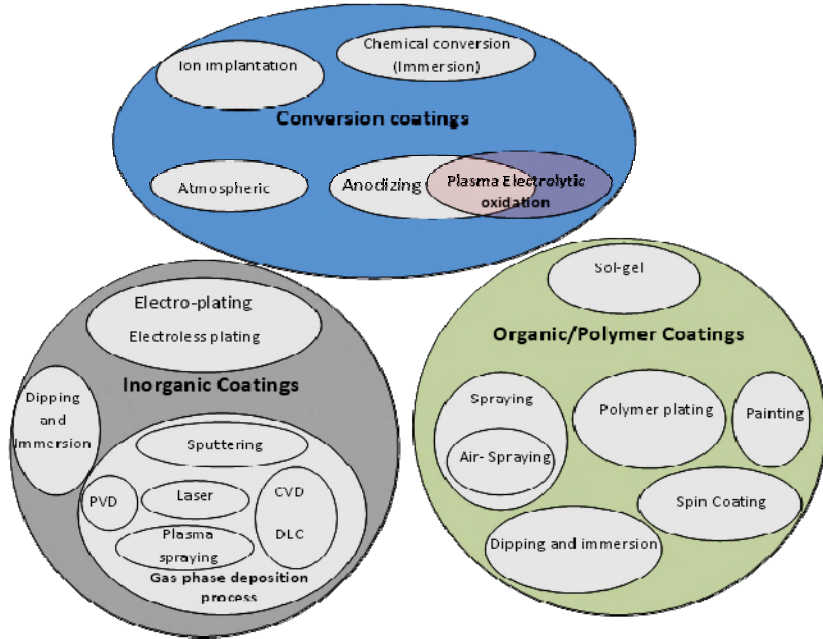 Ion implantation
Chemical conversion
(Immersion)
Conversion coatings
Atmospheric
Anodizing
Plasma Electrolytic
oxidation
Electro-plating
Electroless plating
Inorganic Coatings
Dipping
and
Immersion
Sputtering
PVD
Laser
CVD
DLC
Plasma
spraying
Gas phase deposition
process
Sol-gel
Organic/Polymer Coatings
Spraying
Air- Spraying
Polymer plating
Painting
Spin Coating
Dipping and immersion